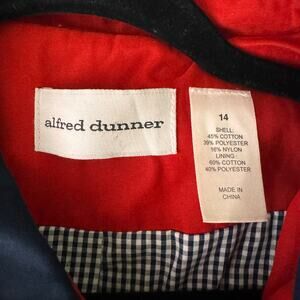 alfred dunner
14
SHELL:
45% COTTON
39% POLYESTER
16% NYLON
LINING:
60% COTTON
40% POLYESTER
MADE IN
CHINA